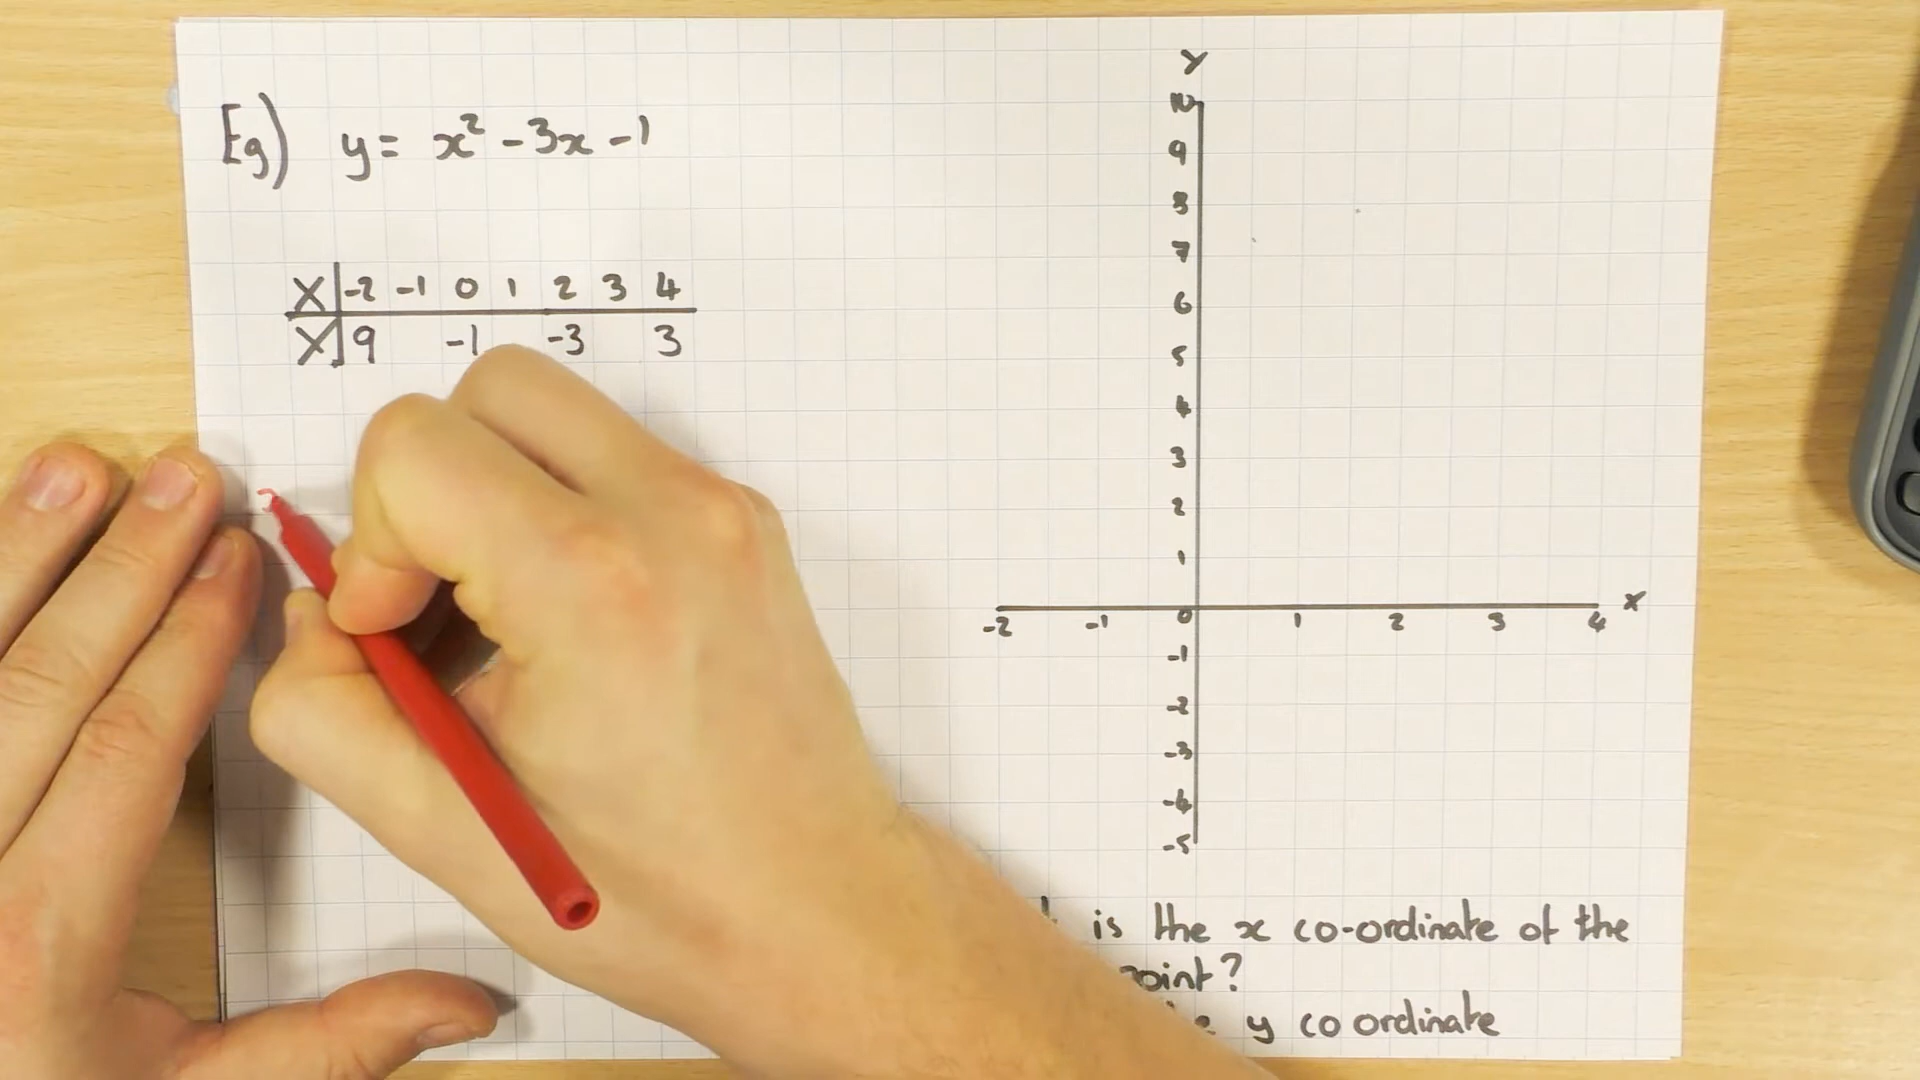 Eg) y = x² - 3x - 1
X -2 -1 0 1 2 3 4
Y 9 -1 -3 3
Y
10
9
8
7
6
5
4
3
2
1
-2 -1 0 1 2 3 4 X
-1
-2
-3
-4
-5
is the x co-ordinate of the
point?
y co ordinate